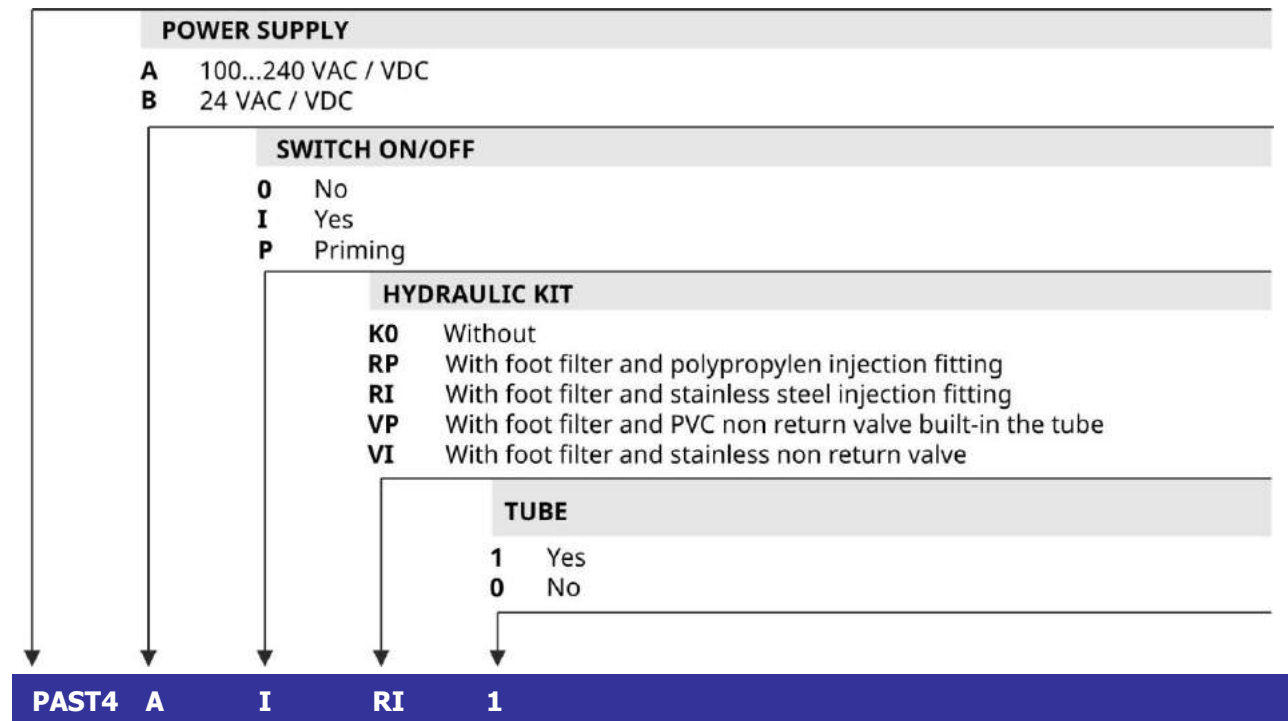 POWER SUPPLY
A 100...240 VAC / VDC
B 24 VAC / VDC
SWITCH ON/OFF
0 No
I Yes
P Priming
HYDRAULIC KIT
K0 Without
RP With foot filter and polypropylen injection fitting
RI With foot filter and stainless steel injection fitting
VP With foot filter and PVC non return valve built-in the tube
VI With foot filter and stainless non return valve
TUBE
1 Yes
0 No
PAST4 A I RI 1